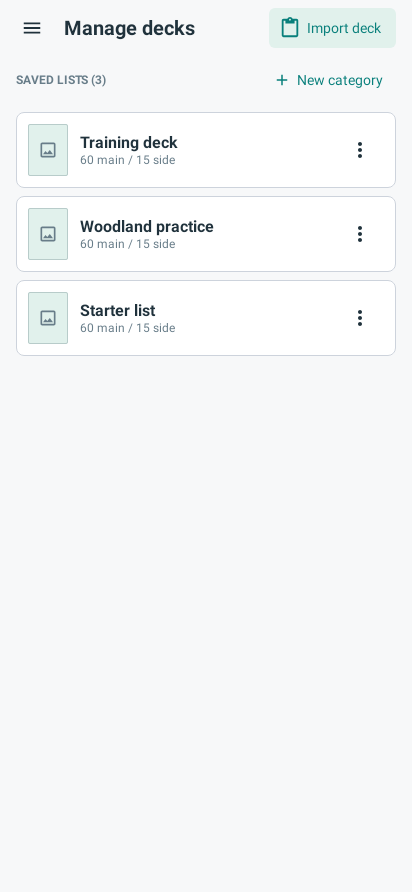 Manage decks
Import deck
SAVED LISTS (3)
New category
Training deck
60 main / 15 side
Woodland practice
60 main / 15 side
Starter list
60 main / 15 side